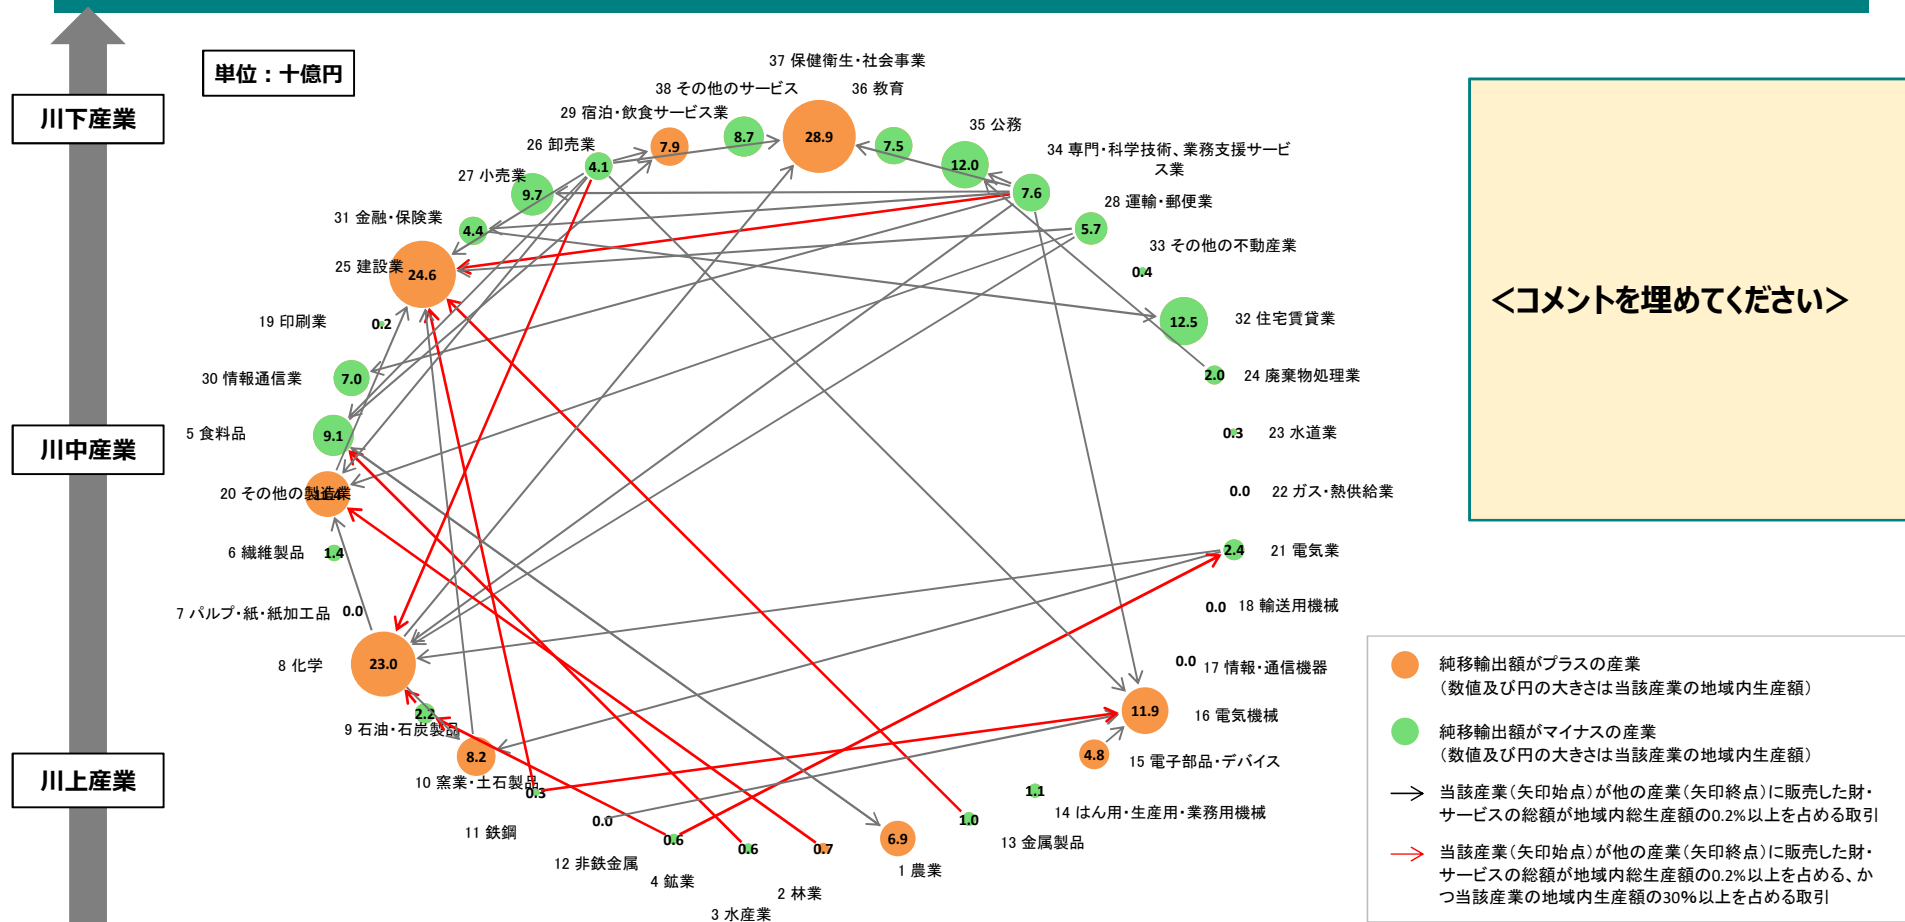 単位：十億円
川下産業
川中産業
川上産業
37 保健衛生・社会事業
38 その他のサービス
36 教育
29 宿泊・飲食サービス業
35 公務
26 卸売業
34 専門・科学技術、業務支援サービ
ス業
27 小売業
28 運輸・郵便業
31 金融・保険業
33 その他の不動産業
25 建設業
19 印刷業
32 住宅賃貸業
30 情報通信業
24 廃棄物処理業
5 食料品
23 水道業
20 その他の製造業
22 ガス・熱供給業
6 繊維製品
21 電気業
7 パルプ・紙・紙加工品
18 輸送用機械
8 化学
17 情報・通信機器
9 石油・石炭製品
16 電気機械
10 窯業・土石製品
15 電子部品・デバイス
11 鉄鋼
14 はん用・生産用・業務用機械
12 非鉄金属
13 金属製品
4 鉱業
1 農業
2 林業
3 水産業
28.9
8.7
7.5
7.9
12.0
4.1
7.6
9.7
5.7
4.4
0.4
24.6
0.2
12.5
7.0
2.0
9.1
0.3
11.4
0.0
1.4
2.4
0.0
0.0
23.0
0.0
2.2
11.9
8.2
4.8
0.3
1.1
0.0
1.0
0.6
6.9
0.6
0.7
＜コメントを埋めてください＞
純移輸出額がプラスの産業
（数値及び円の大きさは当該産業の地域内生産額）
純移輸出額がマイナスの産業
（数値及び円の大きさは当該産業の地域内生産額）
当該産業（矢印始点）が他の産業（矢印終点）に販売した財・
サービスの総額が地域内総生産額の0.2%以上を占める取引
当該産業（矢印始点）が他の産業（矢印終点）に販売した財・
サービスの総額が地域内総生産額の0.2%以上を占める、か
つ当該産業の地域内生産額の30%以上を占める取引